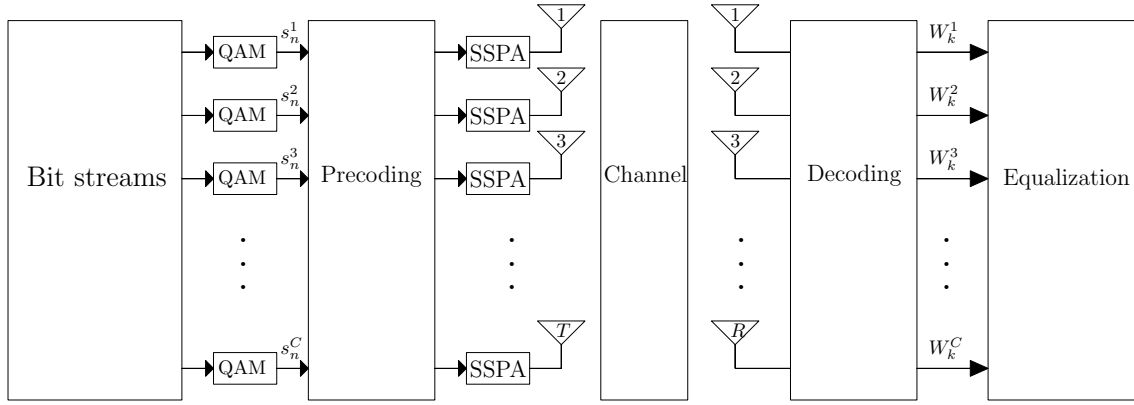 1 1
QAM s_n^1 SSPA W_k^1
2 2
QAM s_n^2 SSPA W_k^2
3 3
Bit streams QAM s_n^3 Precoding SSPA Channel Decoding W_k^3 Equalization
T R
QAM s_n^C SSPA W_k^C